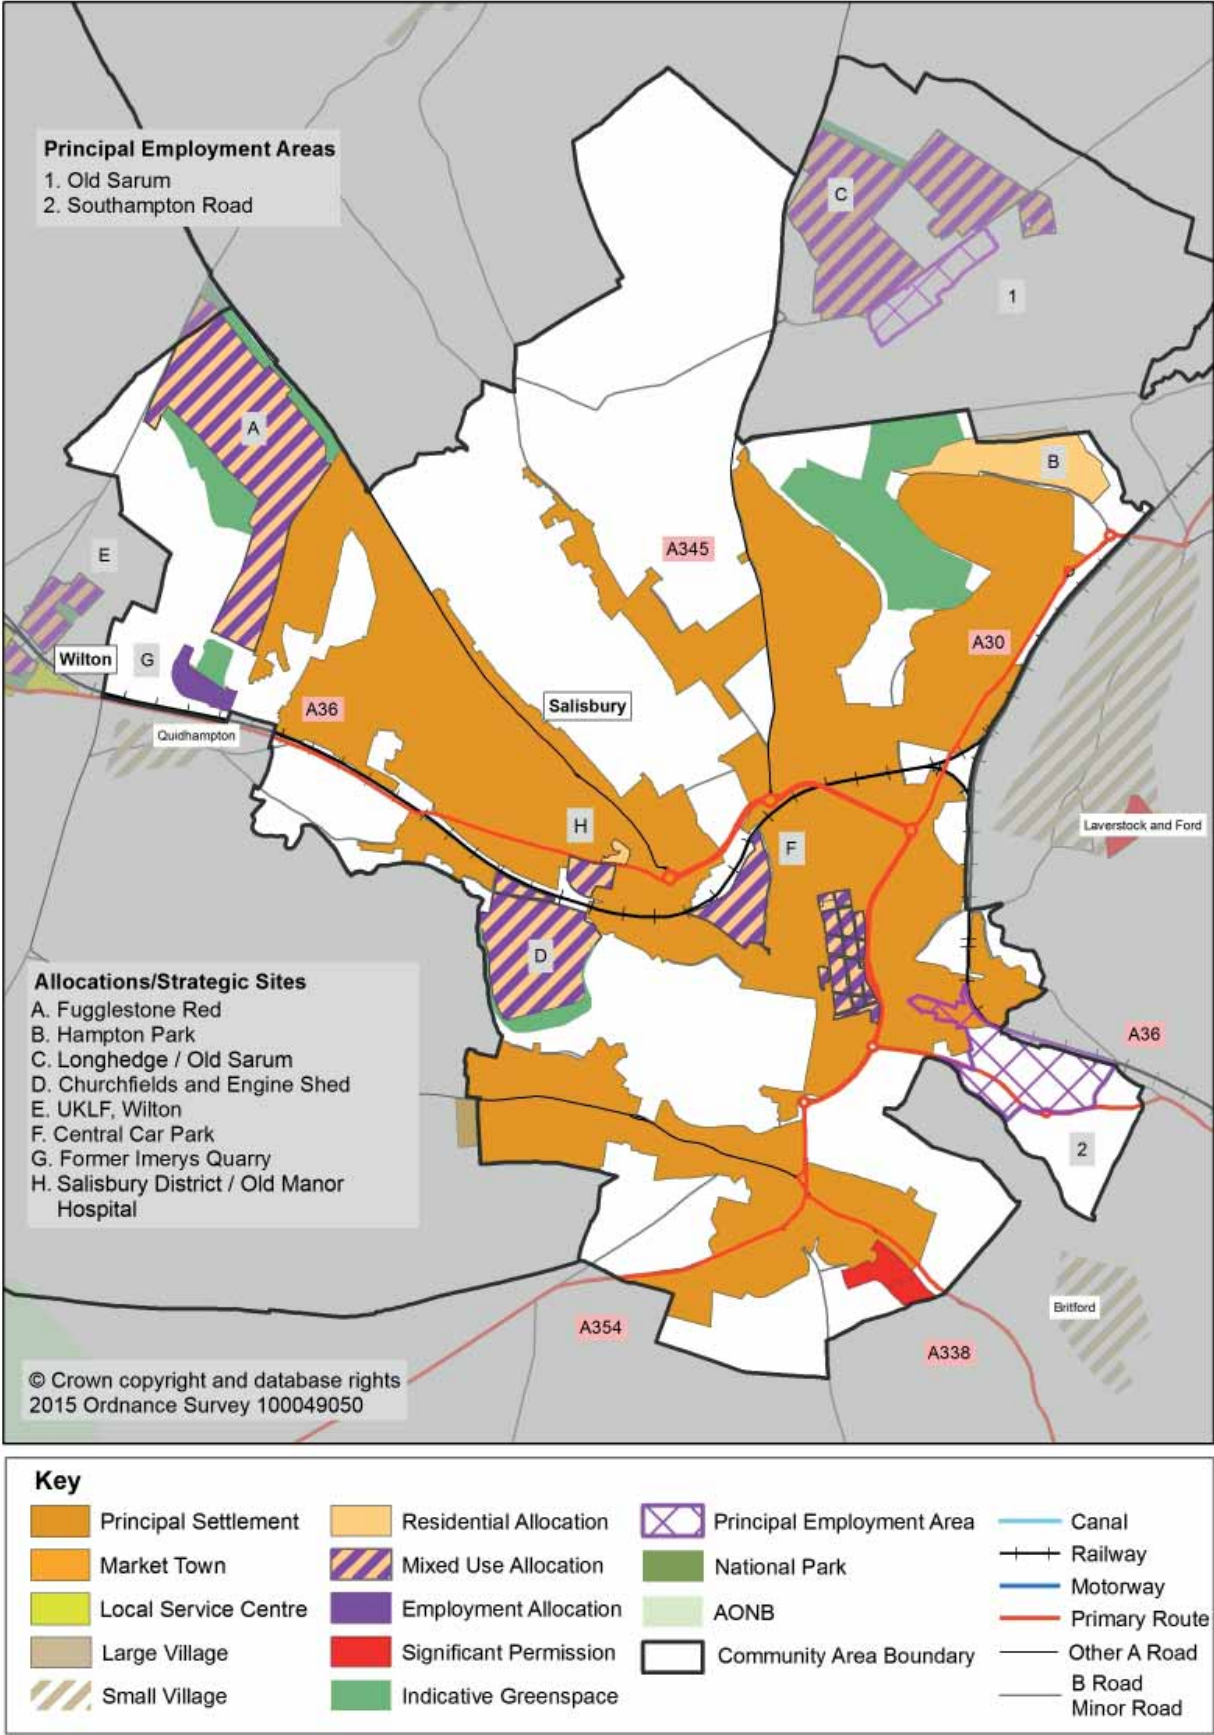 Principal Employment Areas
1. Old Sarum
2. Southampton Road
C
1
A
B
E
A345
A30
Wilton
G
A36
Salisbury
Quidhampton
H
F
Laverstock and Ford
D
Allocations/Strategic Sites
A. Fugglestone Red
B. Hampton Park
C. Longhedge / Old Sarum
D. Churchfields and Engine Shed
E. UKLF, Wilton
F. Central Car Park
G. Former Imerys Quarry
H. Salisbury District / Old Manor
Hospital
A36
2
Britford
A354
A338
© Crown copyright and database rights
2015 Ordnance Survey 100049050
Key
Principal Settlement
Market Town
Local Service Centre
Large Village
Small Village
Residential Allocation
Mixed Use Allocation
Employment Allocation
Significant Permission
Indicative Greenspace
Principal Employment Area
National Park
AONB
Community Area Boundary
Canal
Railway
Motorway
Primary Route
Other A Road
B Road
Minor Road